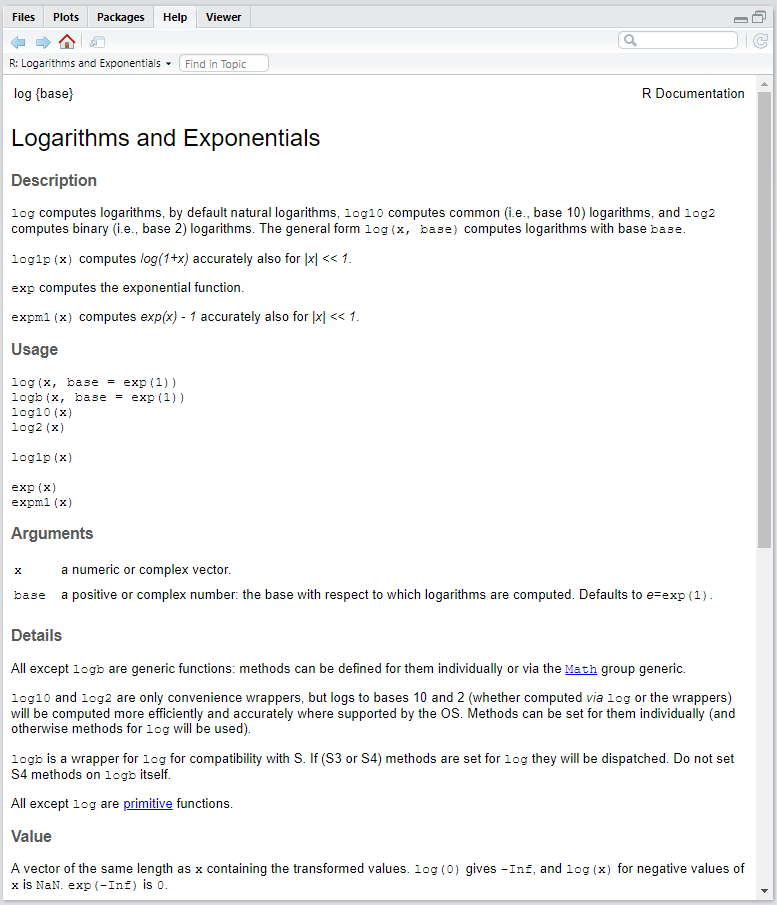 Files Plots Packages Help Viewer
R: Logarithms and Exponentials Find in Topic
log {base} R Documentation
Logarithms and Exponentials
Description
log computes logarithms, by default natural logarithms, log10 computes common (i.e., base 10) logarithms, and log2
computes binary (i.e., base 2) logarithms. The general form log(x, base) computes logarithms with base base.
log1p(x) computes log(1+x) accurately also for |x| << 1.
exp computes the exponential function.
expm1(x) computes exp(x) - 1 accurately also for |x| << 1.
Usage
log(x, base = exp(1))
logb(x, base = exp(1))
log10(x)
log2(x)
log1p(x)
exp(x)
expm1(x)
Arguments
x a numeric or complex vector.
base a positive or complex number: the base with respect to which logarithms are computed. Defaults to e=exp(1).
Details
All except logb are generic functions: methods can be defined for them individually or via the Math group generic.
log10 and log2 are only convenience wrappers, but logs to bases 10 and 2 (whether computed via log or the wrappers)
will be computed more efficiently and accurately where supported by the OS. Methods can be set for them individually (and
otherwise methods for log will be used).
logb is a wrapper for log for compatibility with S. If (S3 or S4) methods are set for log they will be dispatched. Do not set
S4 methods on logb itself.
All except log are primitive functions.
Value
A vector of the same length as x containing the transformed values. log(0) gives -Inf, and log(x) for negative values of
x is NaN. exp(-Inf) is 0.